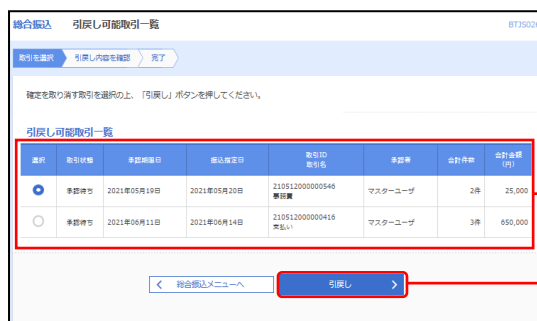 総合振込 引戻し可能取引一覧 BTJS02
取引を選択 引戻し内容を確認 完了
確定を取り消す取引を選択の上、「引戻し」ボタンを押してください。
引戻し可能取引一覧
選択 取引状態 承認期限日 振込指定日 取引ID 承認者 合計件数 合計金額
取引名 (円)
承認待ち 2021年05月19日 2021年05月20日 210512000000546 マスターユーザ 2件 25,000
事務費
承認待ち 2021年06月11日 2021年06月14日 210512000000416 マスターユーザ 3件 650,000
支払い
総合振込メニューへ 引戻し